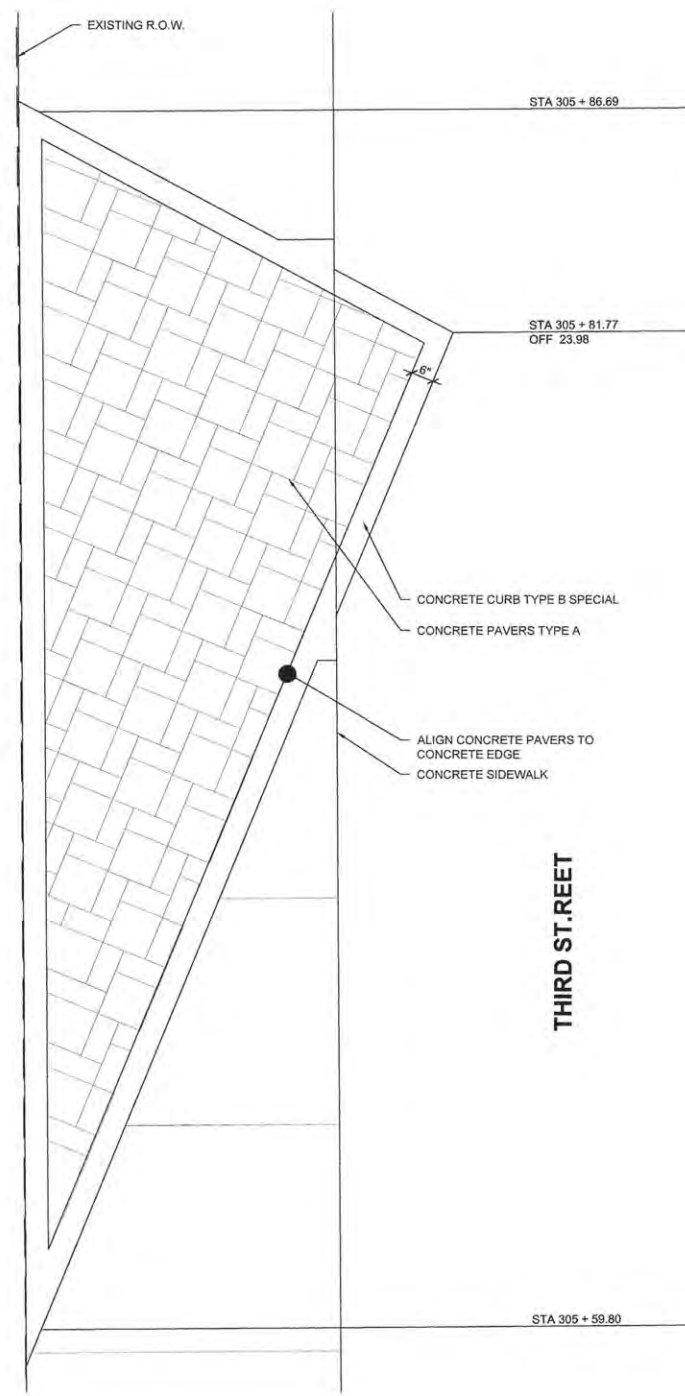 EXISTING R.O.W.
STA 305 + 86.69
STA 305 + 81.77
OFF 23.98
6"
CONCRETE CURB TYPE B SPECIAL
CONCRETE PAVERS TYPE A
ALIGN CONCRETE PAVERS TO
CONCRETE EDGE
CONCRETE SIDEWALK
THIRD ST.REET
STA 305 + 59.80